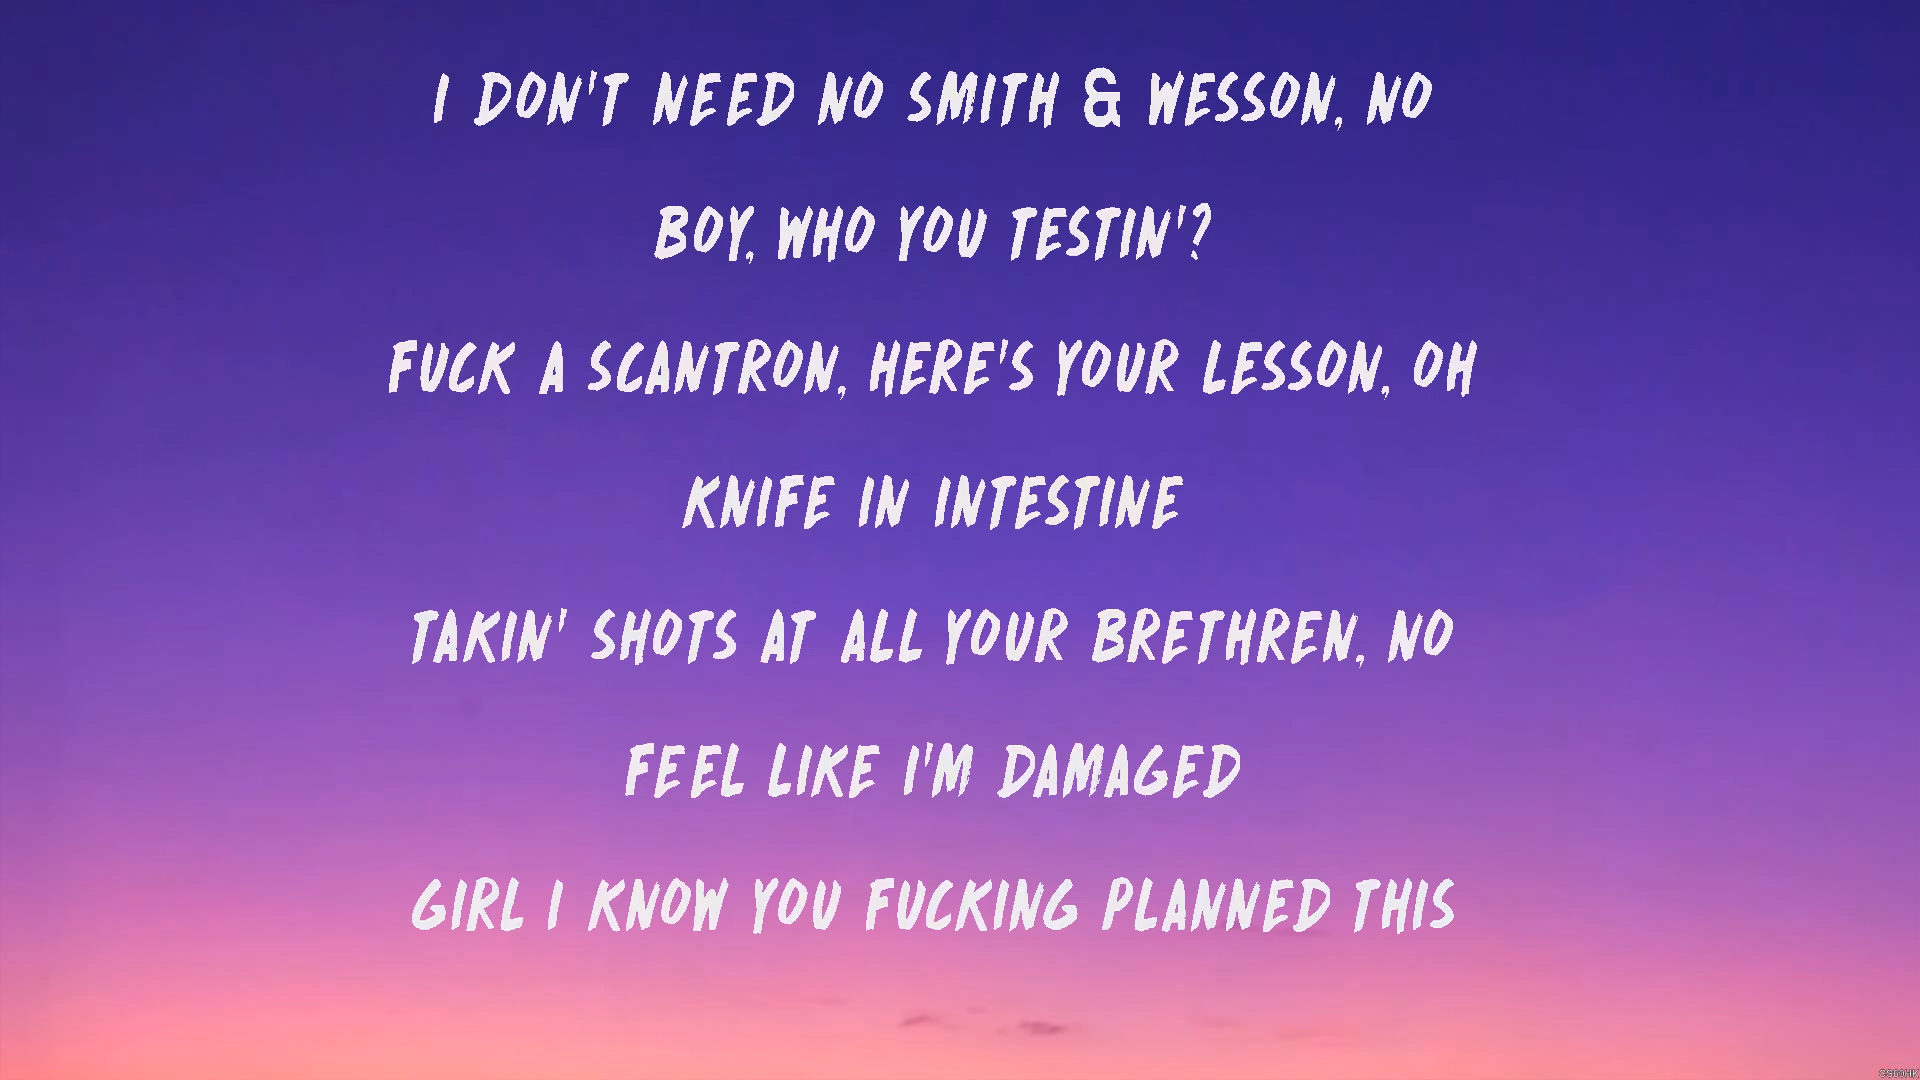 I DON'T NEED NO SMITH & WESSON, NO
BOY, WHO YOU TESTIN'?
FUCK A SCANTRON, HERE'S YOUR LESSON, OH
KNIFE IN INTESTINE
TAKIN' SHOTS AT ALL YOUR BRETHREN, NO
FEEL LIKE I'M DAMAGED
GIRL I KNOW YOU FUCKING PLANNED THIS
CS60HK